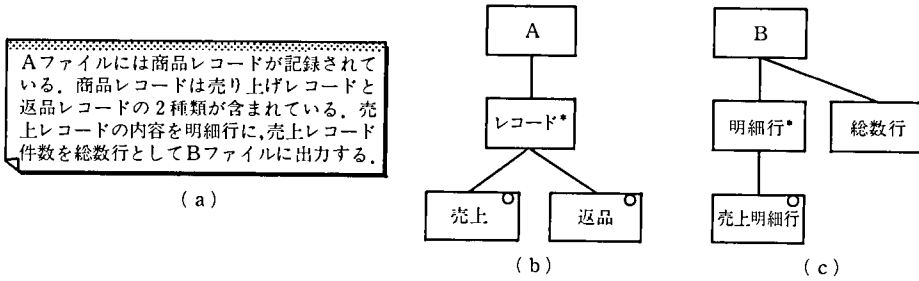 Aファイルには商品レコードが記録されて
いる．商品レコードは売り上げレコードと
返品レコードの2種類が含まれている．売
上レコードの内容を明細行に,売上レコード
件数を総数行としてBファイルに出力する．
(a)
A
レコード*
売上
返品
(b)
B
明細行*
総数行
売上明細行
(c)